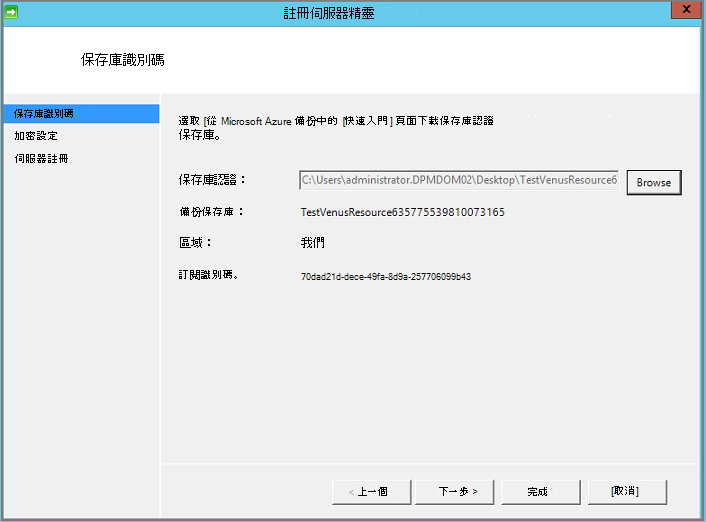 註冊伺服器精靈
X
保存庫識別碼
保存庫識別碼
加密設定
伺服器註冊
選取 [從 Microsoft Azure 備份中的 [快速入門] 頁面下載保存庫認證
保存庫。
保存庫認證： C:\Users\administrator.DPMDOM02\Desktop\TestVenusResource6 Browse
備份保存庫： TestVenusResource635775539810073165
區域： 我們
訂閱識別碼。 70dad21d-dece-49fa-8d9a-257706099b43
< 上一個 下一步 > 完成 [取消]